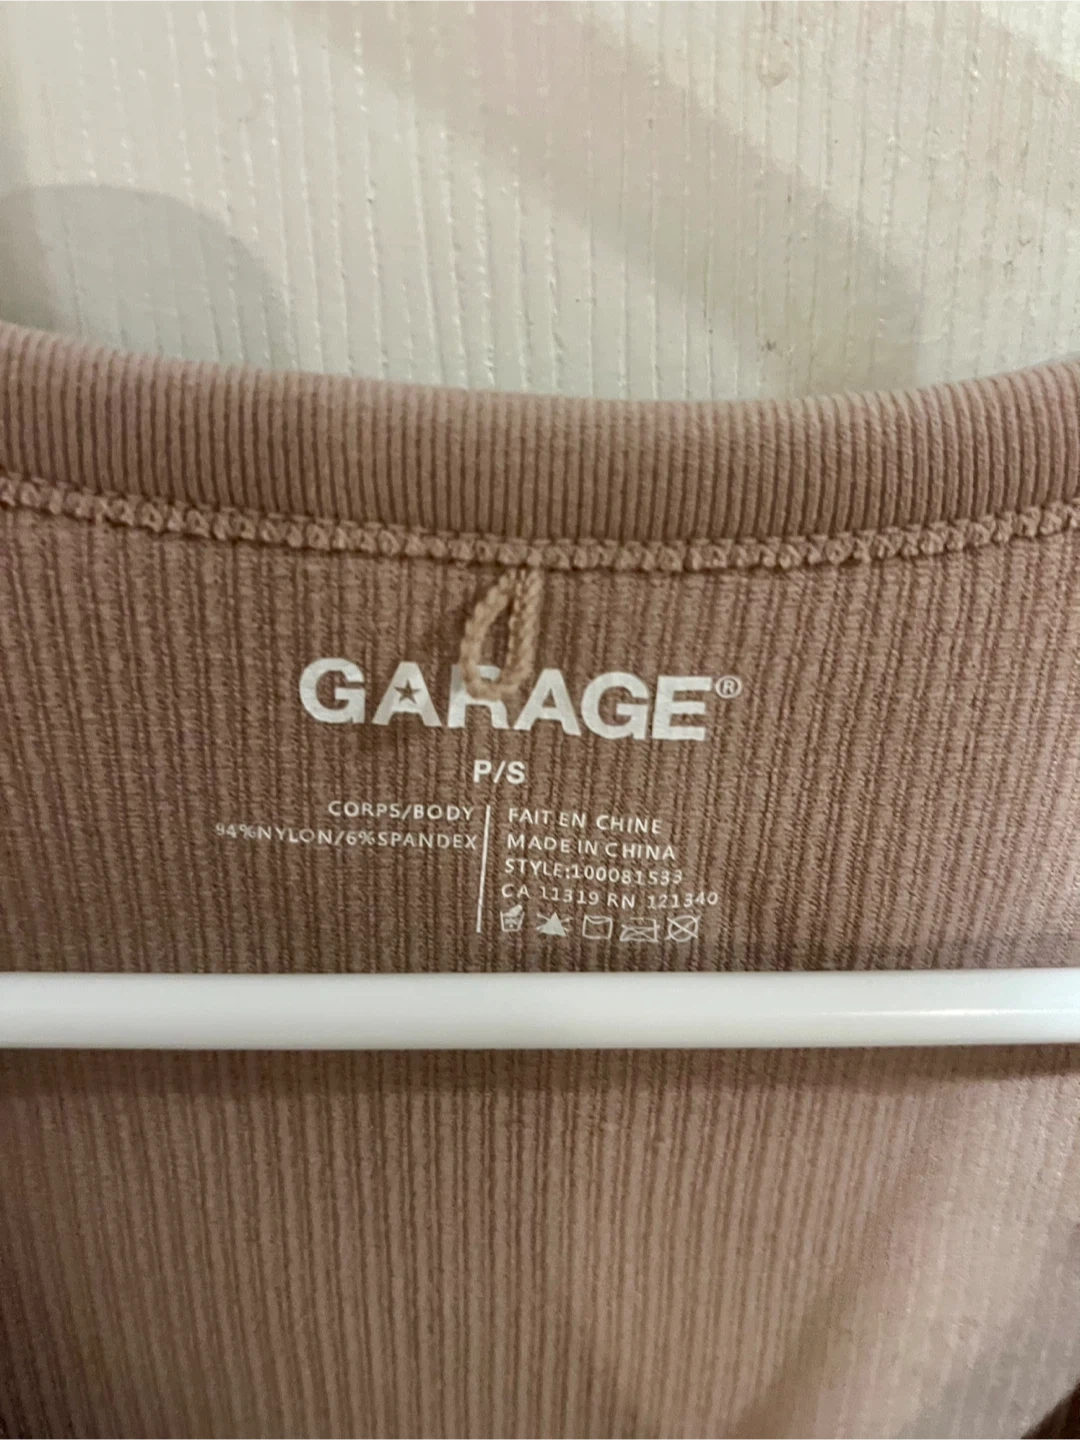 GARAGE®
P/S
CORPS/BODY
94%NYLON/6%SPANDEX
FAIT EN CHINE
MADE IN CHINA
STYLE:100081533
CA 11319 RN 121340